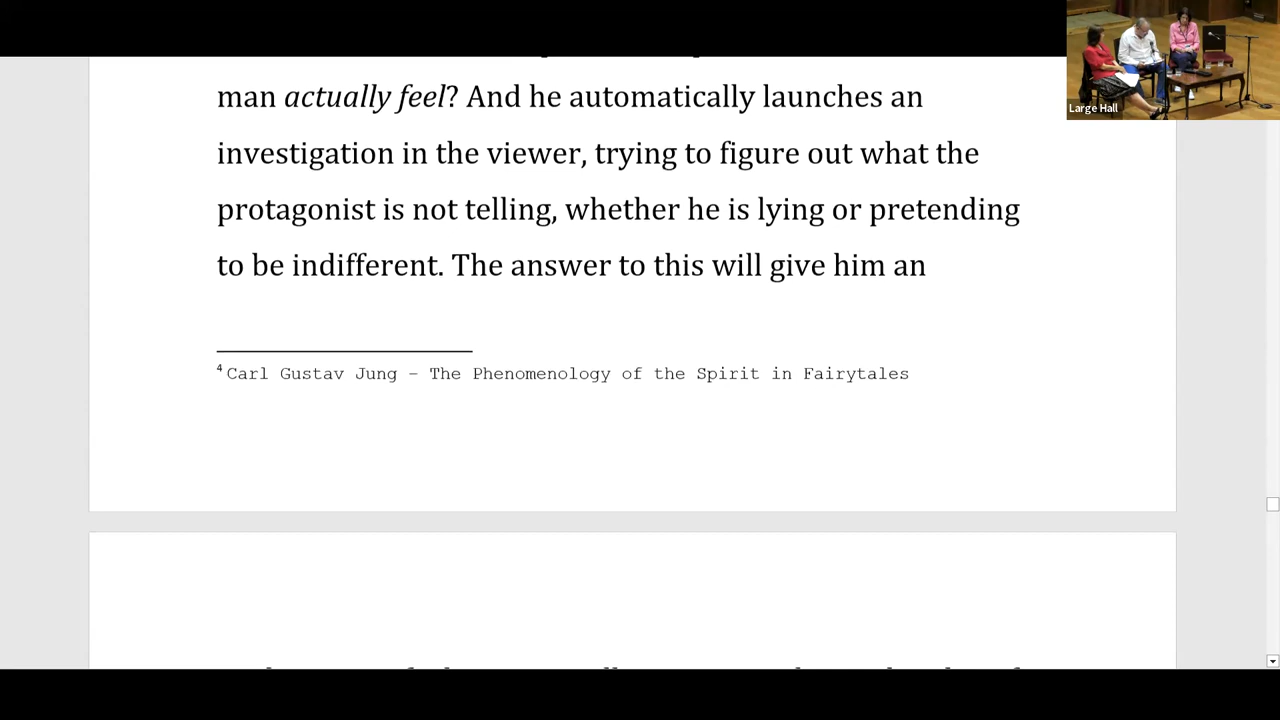 man actually feel? And he automatically launches an
investigation in the viewer, trying to figure out what the
protagonist is not telling, whether he is lying or pretending
to be indifferent. The answer to this will give him an
4 Carl Gustav Jung – The Phenomenology of the Spirit in Fairytales
Large Hall